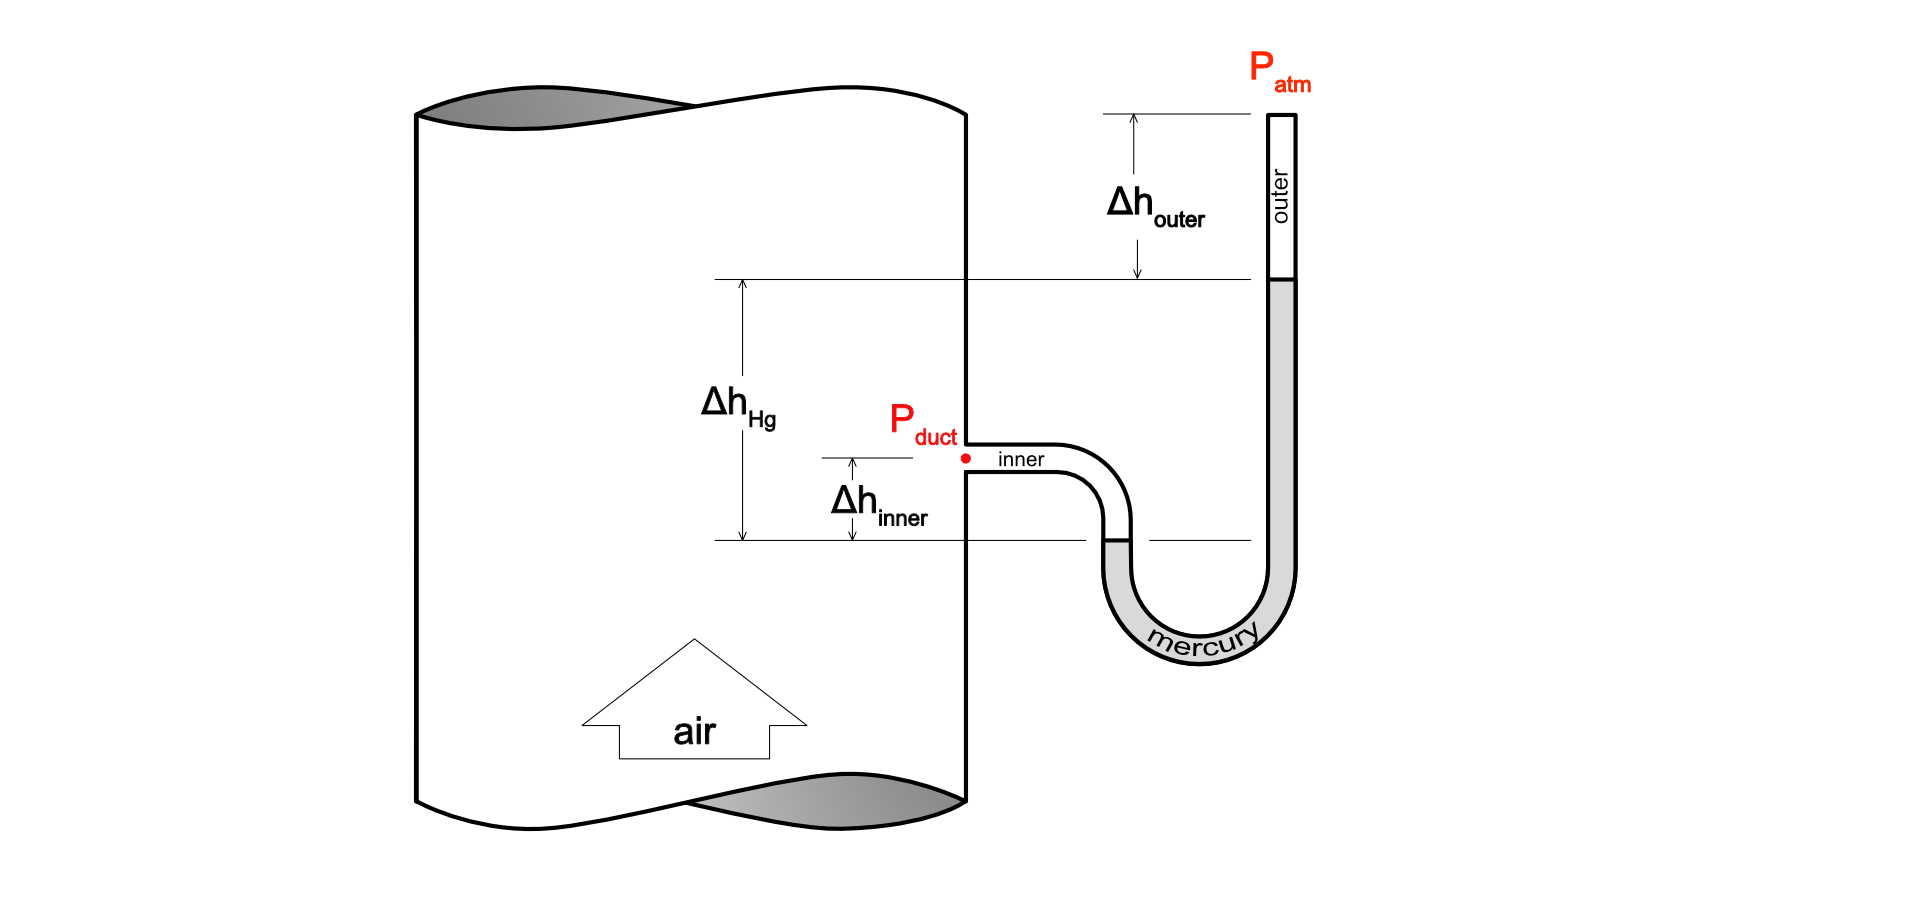 Patm
outer
Δhouter
ΔhHg
Pduct
inner
Δhinner
mercury
air